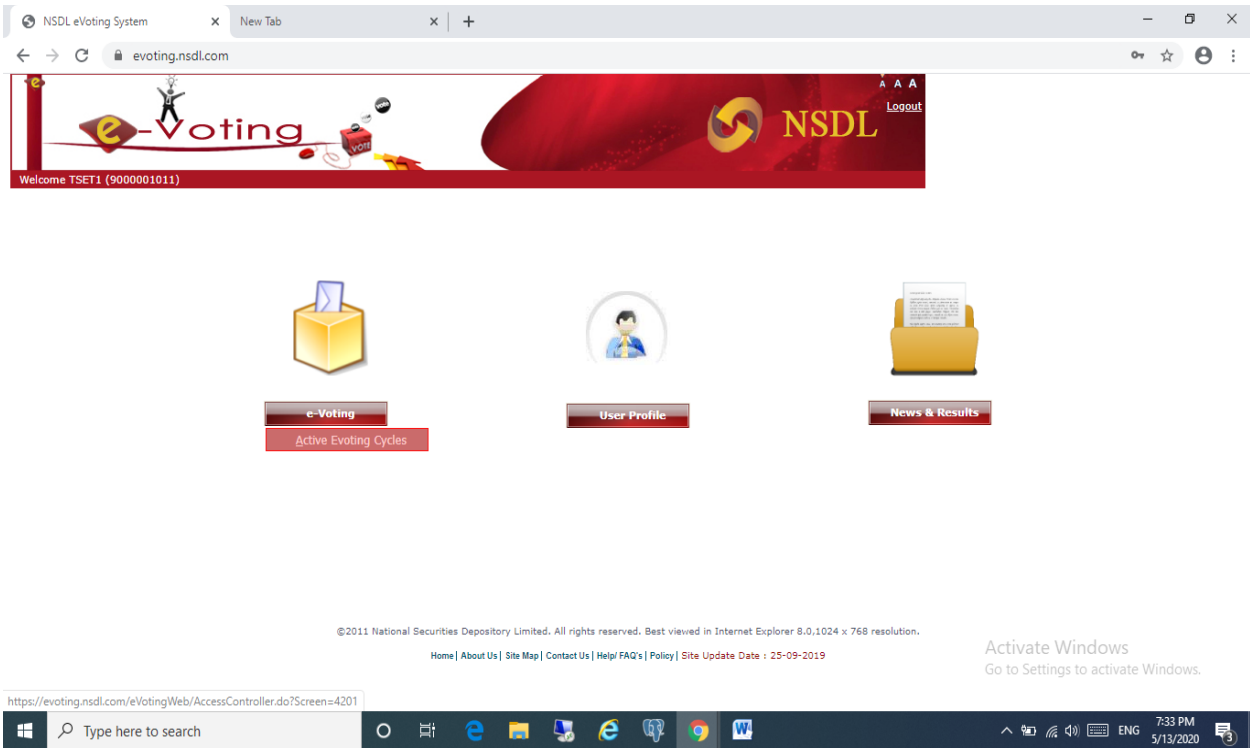 NSDL eVoting System
New Tab
evoting.nsdl.com
e
e-Voting
VOTE
VOTE
NSDL
A A A
Logout
Welcome TSET1 (9000001011)
e-Voting
User Profile
News & Results
Active Evoting Cycles
©2011 National Securities Depository Limited. All rights reserved. Best viewed in Internet Explorer 8.0,1024 x 768 resolution.
Home| About Us| Site Map| Contact Us| Help/ FAQ's| Policy| Site Update Date : 25-09-2019
Activate Windows
Go to Settings to activate Windows.
https://evoting.nsdl.com/eVotingWeb/AccessController.do?Screen=4201
Type here to search
W
ENG
7:33 PM
5/13/2020
3